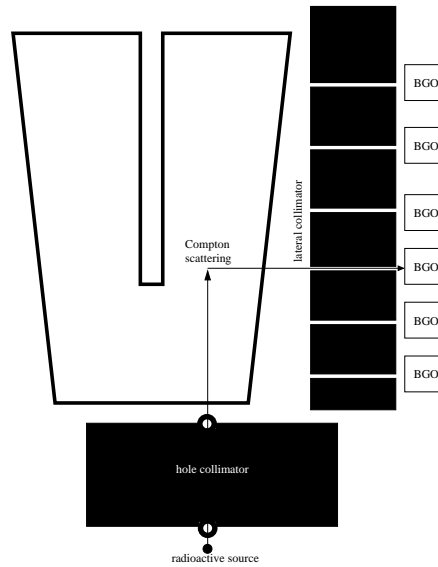 BGO
BGO
lateral collimator
BGO
Compton
scattering
BGO
BGO
BGO
hole collimator
radioactive source